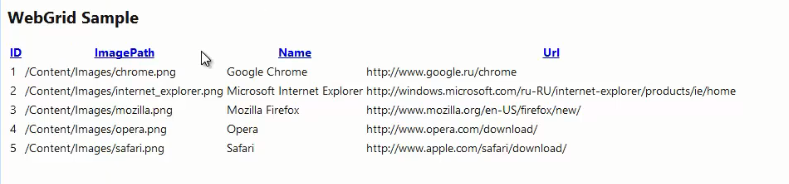 WebGrid Sample
ID ImagePath Name Url
1 /Content/Images/chrome.png Google Chrome http://www.google.ru/chrome
2 /Content/Images/internet_explorer.png Microsoft Internet Explorer http://windows.microsoft.com/ru-RU/internet-explorer/products/ie/home
3 /Content/Images/mozilla.png Mozilla Firefox http://www.mozilla.org/en-US/firefox/new/
4 /Content/Images/opera.png Opera http://www.opera.com/download/
5 /Content/Images/safari.png Safari http://www.apple.com/safari/download/